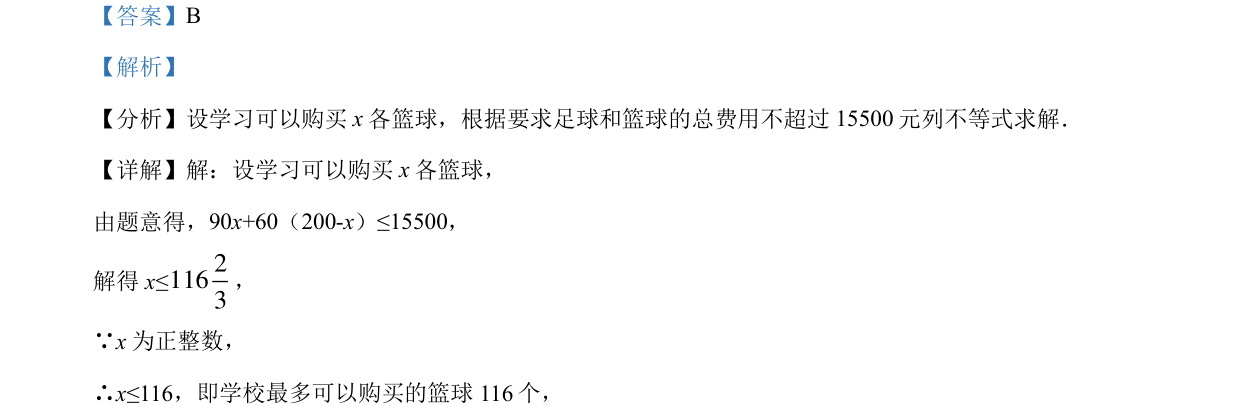 【答案】B
【解析】
【分析】设学习可以购买 x 各篮球，根据要求足球和篮球的总费用不超过 15500 元列不等式求解．
【详解】解：设学习可以购买 x 各篮球，
由题意得，90x+60（200-x）≤15500，
解得 x≤116\frac{2}{3}，
∵x 为正整数，
∴x≤116，即学校最多可以购买的篮球 116 个，